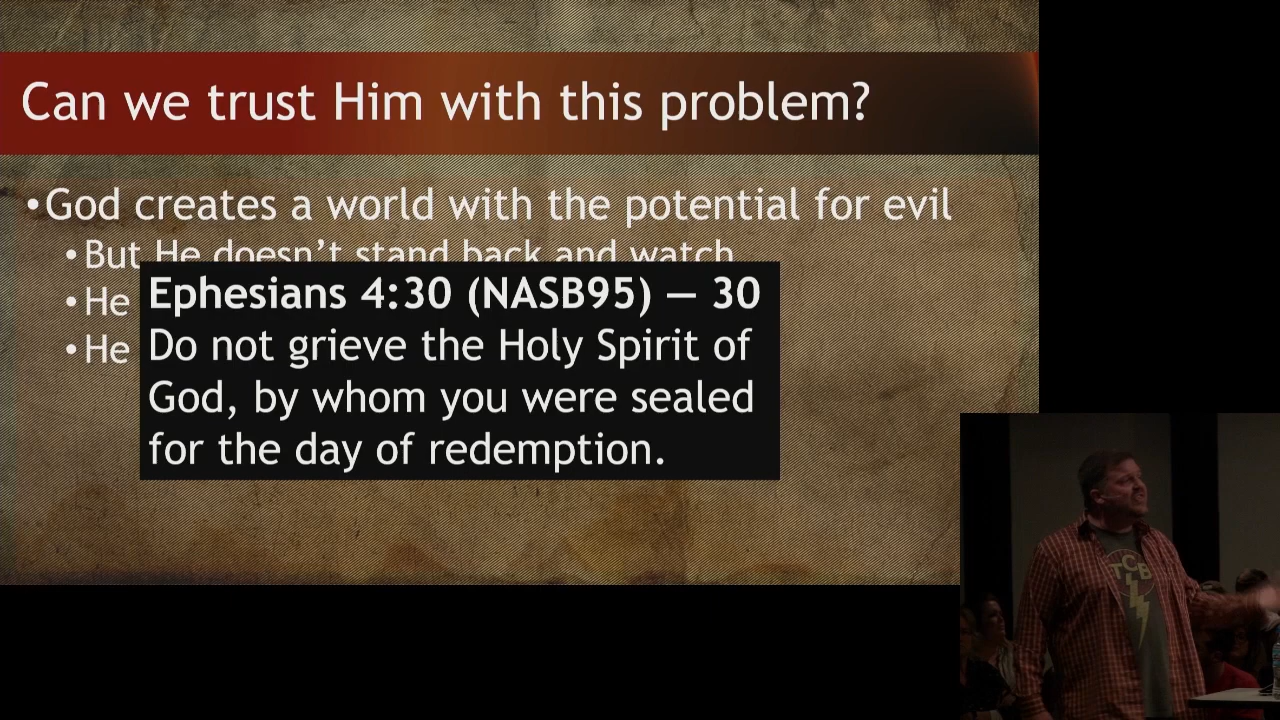 Can we trust Him with this problem?
•God creates a world with the potential for evil
•But He doesn’t stand back and watch
•He
•He
Ephesians 4:30 (NASB95) — 30
Do not grieve the Holy Spirit of
God, by whom you were sealed
for the day of redemption.
TCB